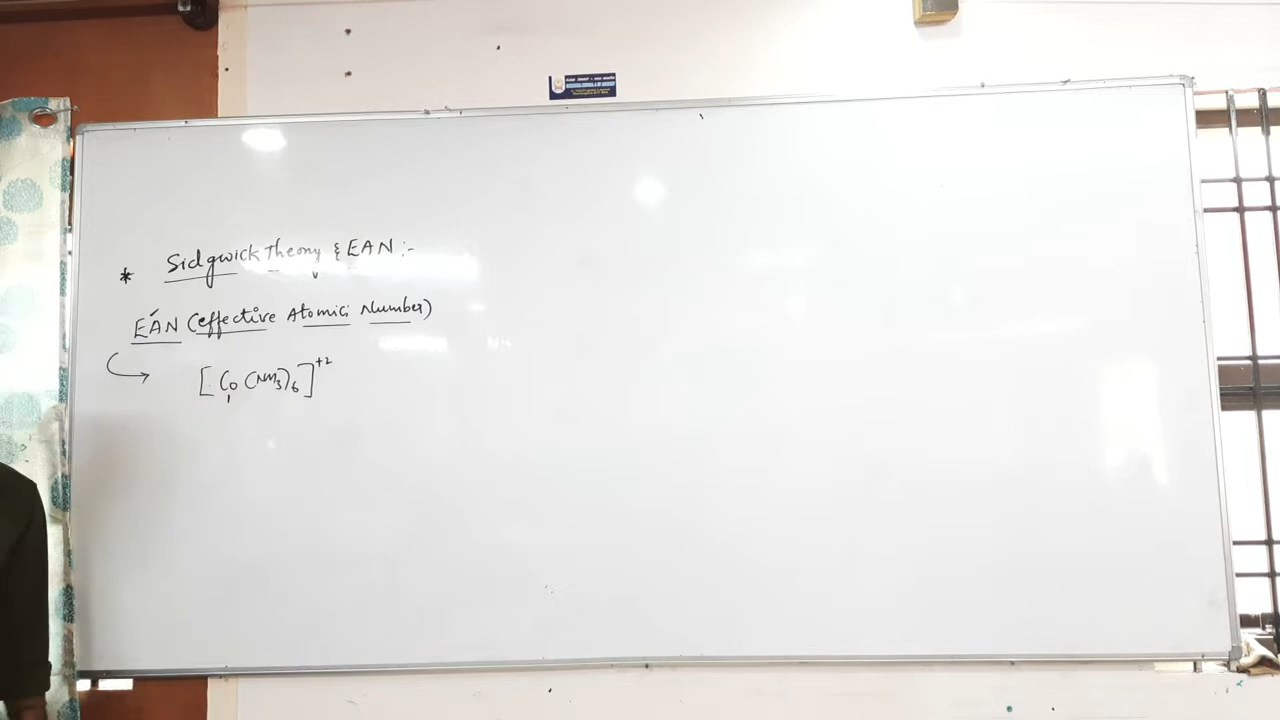 * Sidgwick Theory & EAN :-
EAN (effective Atomic Number)
[Co(NH3)6]+2